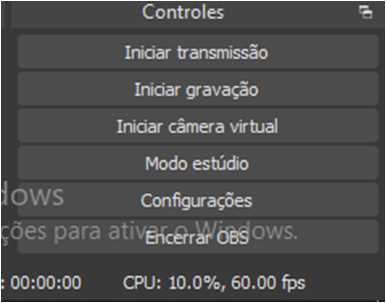 Controles
Iniciar transmissão
Iniciar gravação
Iniciar câmera virtual
Modo estúdio
Configurações
Encerrar OBS
dows
ções para ativar o Windows.
: 00:00:00 CPU: 10.0%, 60.00 fps